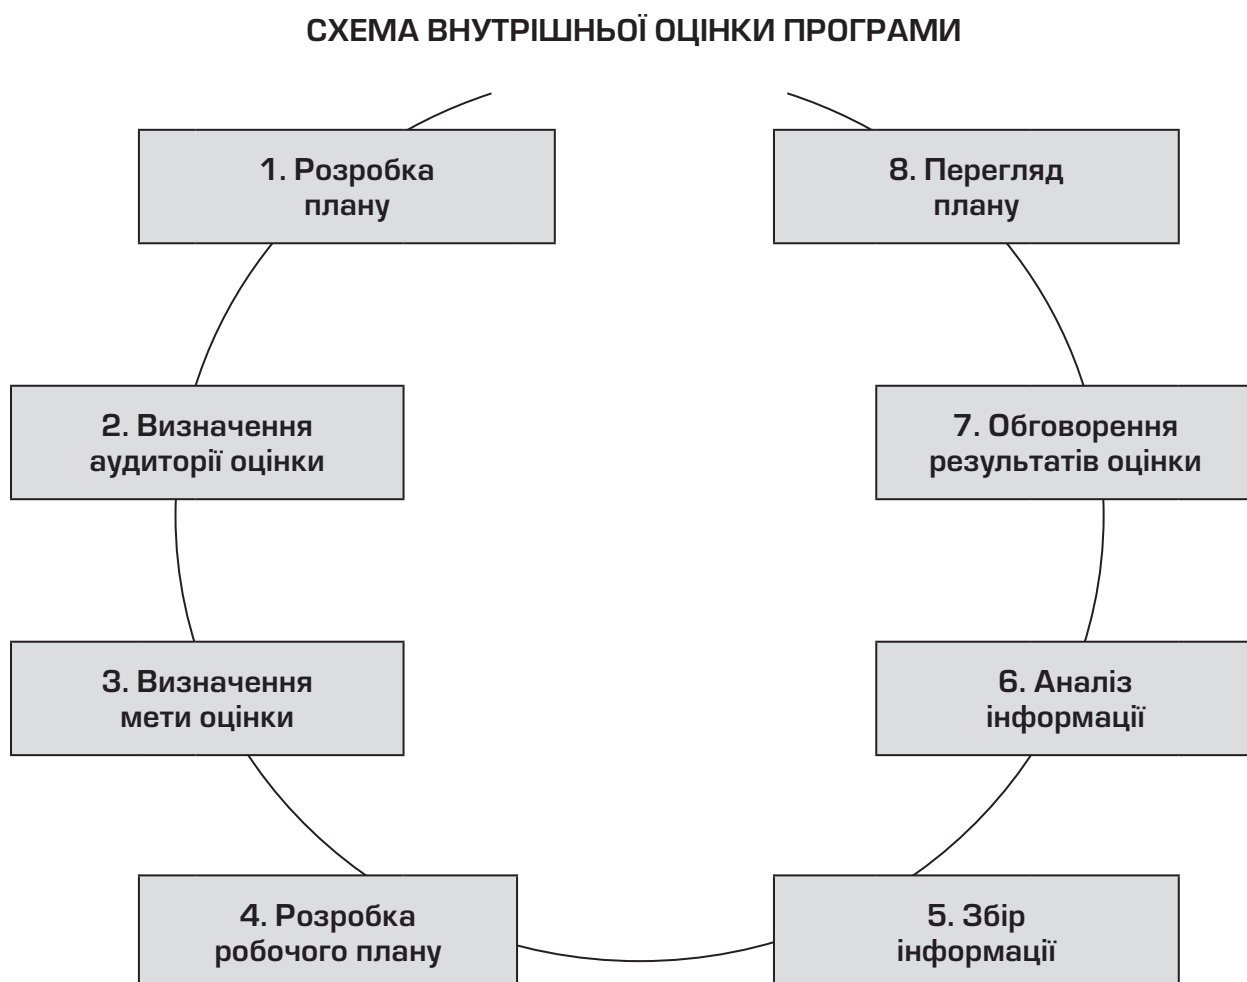 СХЕМА ВНУТРІШНЬОЇ ОЦІНКИ ПРОГРАМИ
1. Розробка
плану
2. Визначення
аудиторії оцінки
3. Визначення
мети оцінки
4. Розробка
робочого плану
5. Збір
інформації
6. Аналіз
інформації
7. Обговорення
результатів оцінки
8. Перегляд
плану